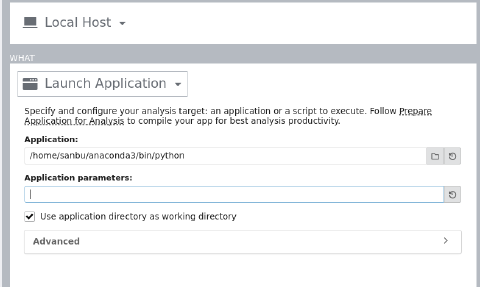 Local Host
WHAT
Launch Application
Specify and configure your analysis target: an application or a script to execute. Follow Prepare
Application for Analysis to compile your app for best analysis productivity.
Application:
/home/sanbu/anaconda3/bin/python
Application parameters:
Use application directory as working directory
Advanced